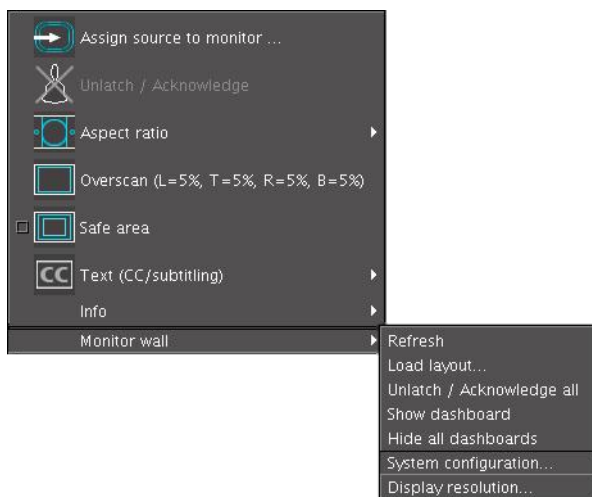 Assign source to monitor ...
Unlatch / Acknowledge
Aspect ratio
Overscan (L=5%, T=5%, R=5%, B=5%)
Safe area
CC Text (CC/subtitling)
Info
Monitor wall
Refresh
Load layout...
Unlatch / Acknowledge all
Show dashboard
Hide all dashboards
System configuration...
Display resolution...